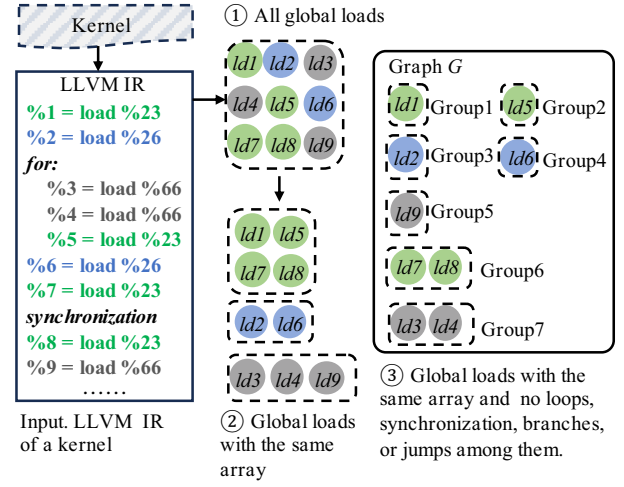 Kernel
LLVM IR
%1 = load %23
%2 = load %26
for:
%3 = load %66
%4 = load %66
%5 = load %23
%6 = load %26
%7 = load %23
synchronization
%8 = load %23
%9 = load %66
......
Input. LLVM IR
of a kernel
① All global loads
ld1 ld2 ld3
ld4 ld5 ld6
ld7 ld8 ld9
ld1 ld5
ld7 ld8
ld2 ld6
ld3 ld4 ld9
② Global loads
with the same
array
Graph G
ld1 Group1 ld5 Group2
ld2 Group3 ld6 Group4
ld9 Group5
ld7 ld8 Group6
ld3 ld4 Group7
③ Global loads with the
same array and no loops,
synchronization, branches,
or jumps among them.